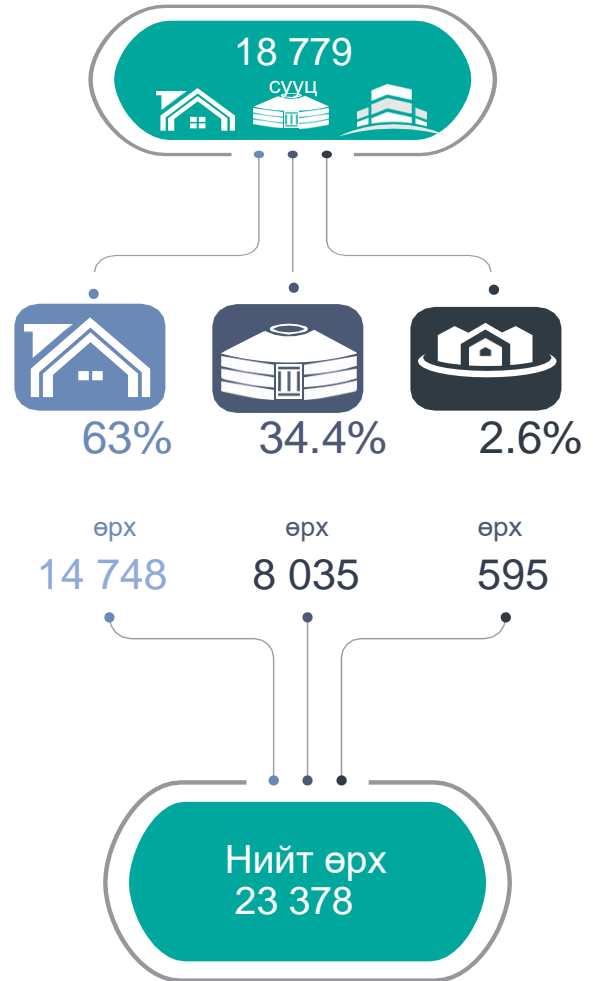 18 779
сууц
63% 34.4% 2.6%
өрх өрх өрх
14 748 8 035 595
Нийт өрх
23 378